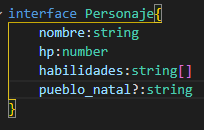 interface Personaje{
nombre:string
hp:number
habilidades:string[]
pueblo_natal?:string
}